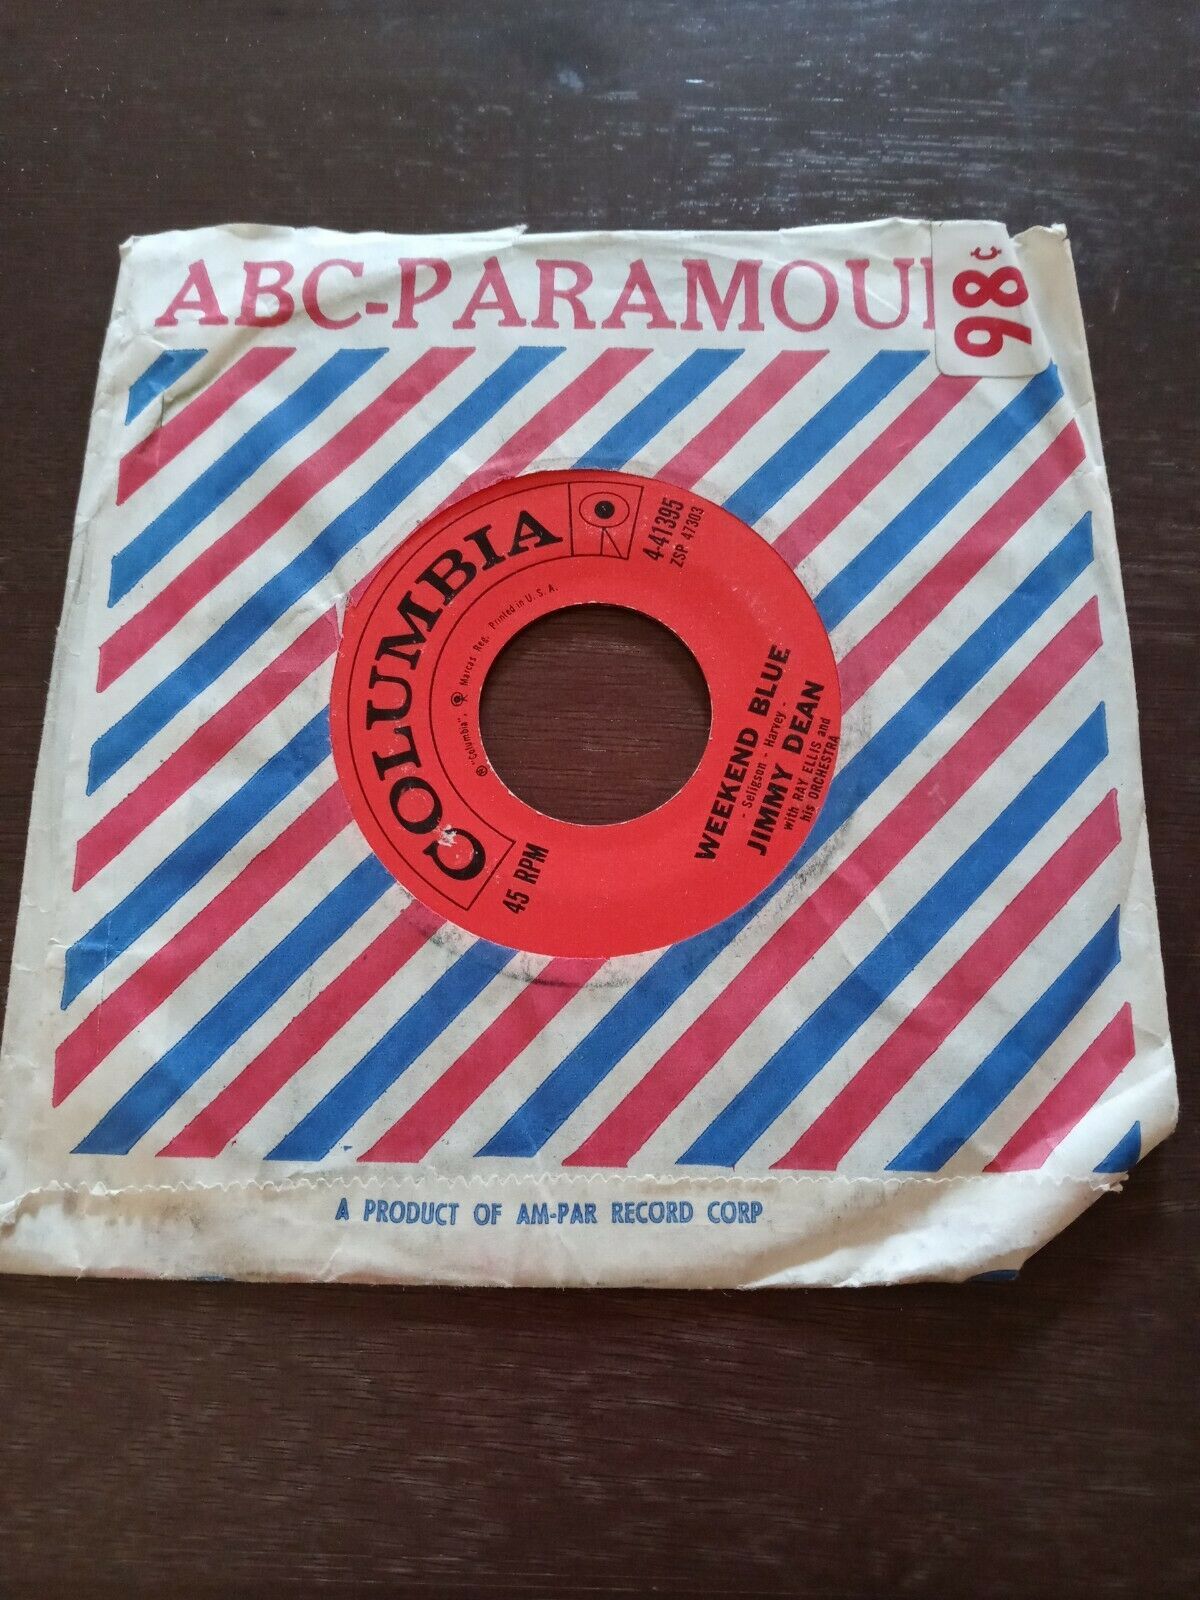 ABC-PARAMOU
98¢
COLUMBIA
® "Columbia", Marcas Reg. Printed in U. S. A.
4-41395
ZSP 47303
45 RPM
WEEKEND BLUE
- Seligson - Harvey -
JIMMY DEAN
with RAY ELLIS and
his ORCHESTRA
A PRODUCT OF AM-PAR RECORD CORP